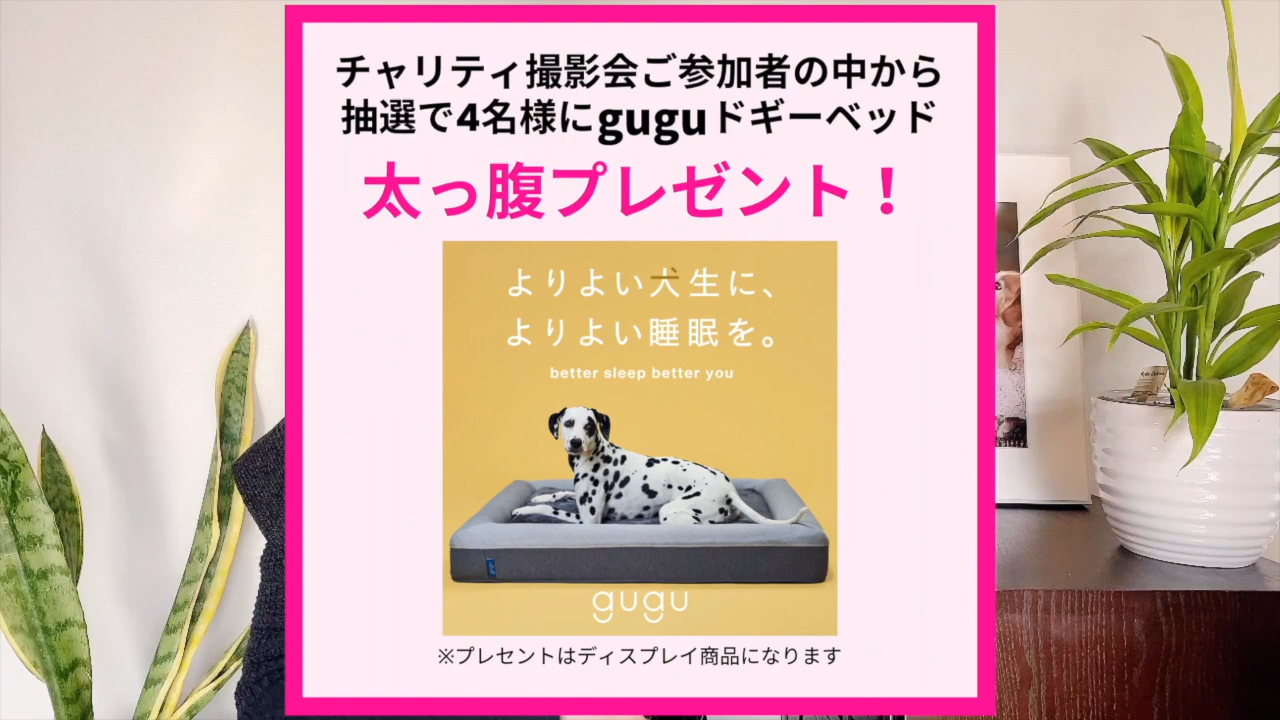 チャリティ撮影会ご参加者の中から
抽選で4名様にguguドギーベッド
太っ腹プレゼント！
よりよい犬生に、
よりよい睡眠を。
better sleep better you
gugu
※プレセントはディスプレイ商品になります